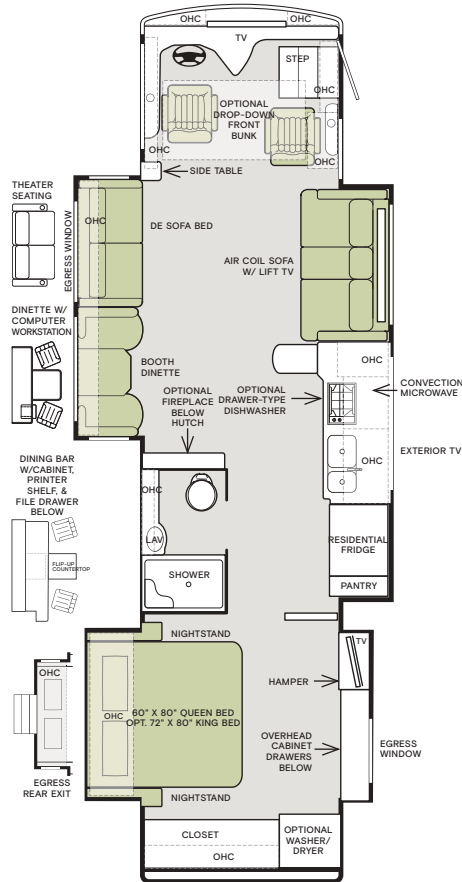 OHC
OHC
TV
STEP
OHC
OPTIONAL
DROP-DOWN
FRONT
BUNK
OHC
OHC
SIDE TABLE
THEATER
SEATING
EGRESS WINDOW
OHC
DE SOFA BED
AIR COIL SOFA
W/ LIFT TV
DINETTE W/
COMPUTER
WORKSTATION
BOOTH
DINETTE
OHC
OPTIONAL
FIREPLACE
BELOW
HUTCH
OPTIONAL
DRAWER-TYPE
DISHWASHER
CONVECTION
MICROWAVE
EXTERIOR TV
OHC
DINING BAR
W/CABINET,
PRINTER
SHELF, &
FILE DRAWER
BELOW
FLIP-UP
COUNTERTOP
OHC
LAV
SHOWER
RESIDENTIAL
FRIDGE
PANTRY
NIGHTSTAND
TV
HAMPER
OHC
OHC
60" X 80" QUEEN BED
OPT. 72" X 80" KING BED
OVERHEAD
CABINET
DRAWERS
BELOW
EGRESS
WINDOW
EGRESS
REAR EXIT
NIGHTSTAND
CLOSET
OHC
OPTIONAL
WASHER/
DRYER